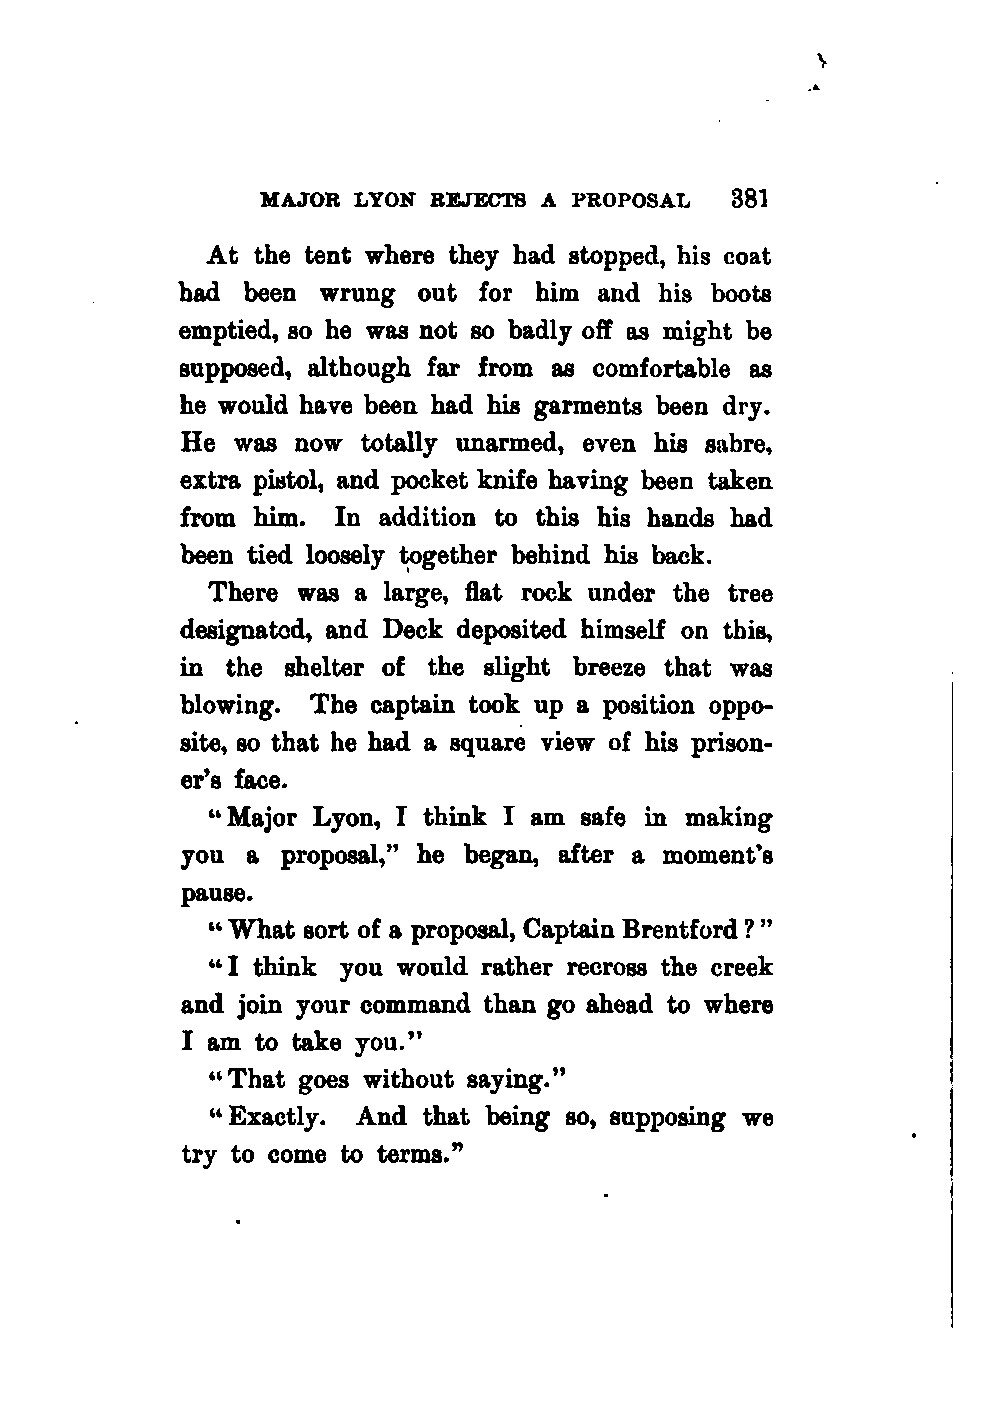 MAJOR LYON REJECTS A PROPOSAL 381
At the tent where they had stopped, his coat
had been wrung out for him and his boots
emptied, so he was not so badly off as might be
supposed, although far from as comfortable as
he would have been had his garments been dry.
He was now totally unarmed, even his sabre,
extra pistol, and pocket knife having been taken
from him. In addition to this his hands had
been tied loosely together behind his back.
There was a large, flat rock under the tree
designated, and Deck deposited himself on this,
in the shelter of the slight breeze that was
blowing. The captain took up a position oppo-
site, so that he had a square view of his prison-
er's face.
"Major Lyon, I think I am safe in making
you a proposal," he began, after a moment's
pause.
"What sort of a proposal, Captain Brentford?"
"I think you would rather recross the creek
and join your command than go ahead to where
I am to take you."
"That goes without saying."
"Exactly. And that being so, supposing we
try to come to terms."